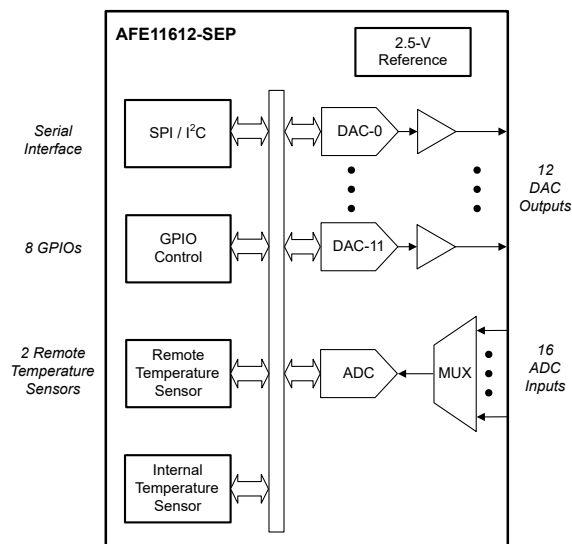 AFE11612-SEP
2.5-V
Reference
Serial
Interface
SPI / I²C
DAC-0
12
DAC
Outputs
8 GPIOs
GPIO
Control
DAC-11
2 Remote
Temperature
Sensors
Remote
Temperature
Sensor
ADC
MUX
16
ADC
Inputs
Internal
Temperature
Sensor